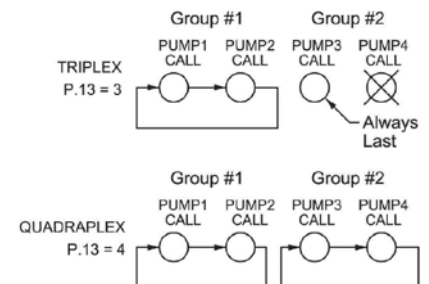 Group #1 Group #2
PUMP1 CALL PUMP2 CALL PUMP3 CALL PUMP4 CALL
TRIPLEX
P.13 = 3
Always
Last
Group #1 Group #2
PUMP1 CALL PUMP2 CALL PUMP3 CALL PUMP4 CALL
QUADRAPLEX
P.13 = 4